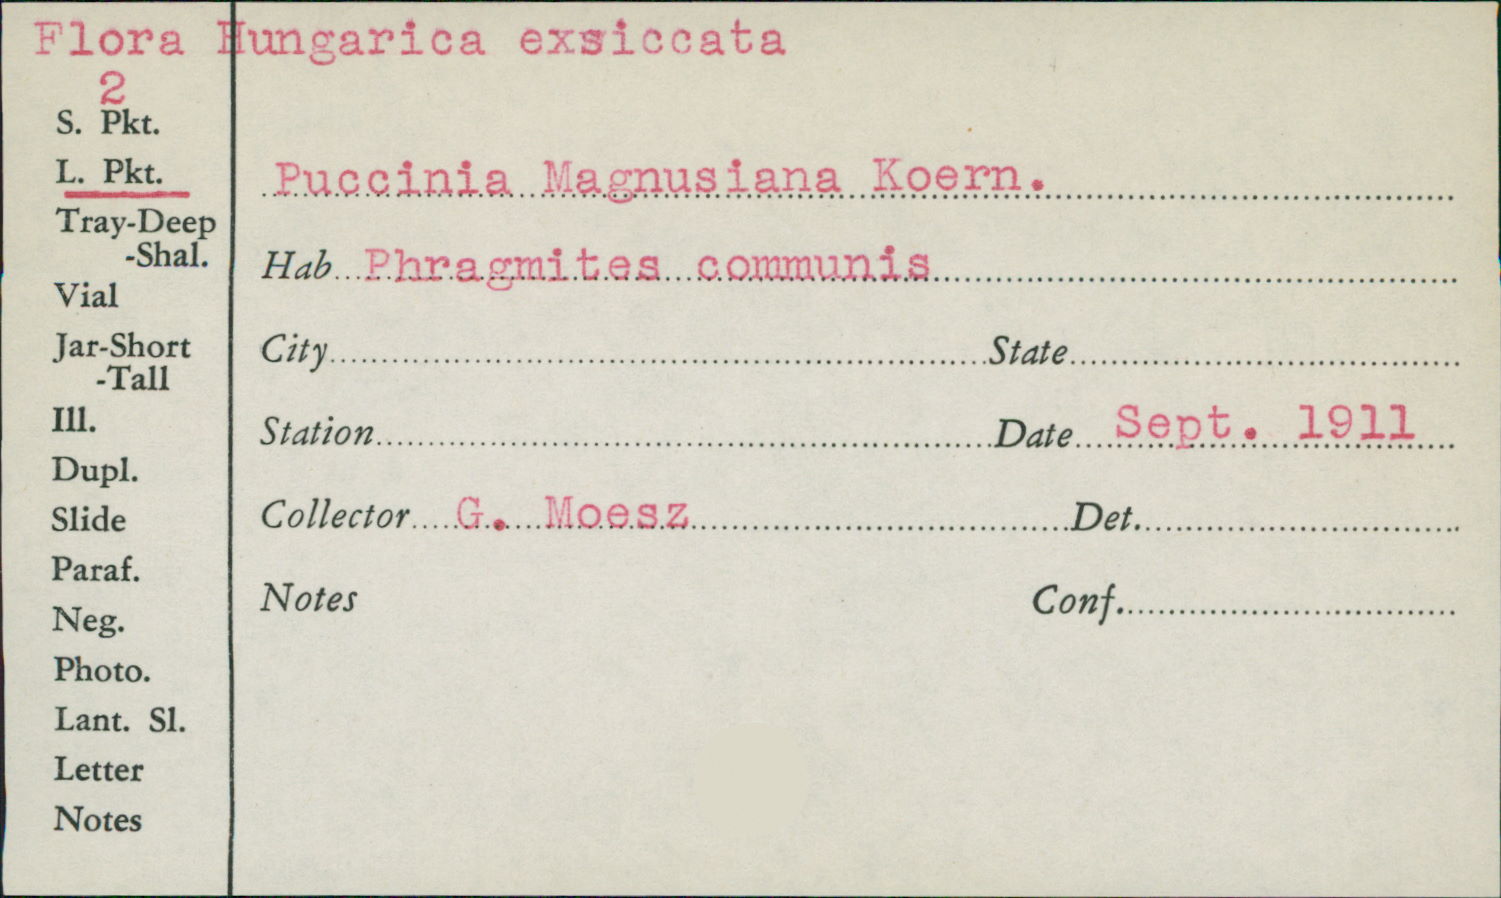 Flora Hungarica exsiccata
2
S. Pkt.
L. Pkt.
Puccinia Magnusiana Koern.
Tray-Deep
-Shal.
Hab. Phragmites communis
Vial
Jar-Short
-Tall
City State
Ill.
Station Date Sept. 1911
Dupl.
Slide
Collector G. Moesz Det.
Paraf.
Notes Conf.
Neg.
Photo.
Lant. Sl.
Letter
Notes